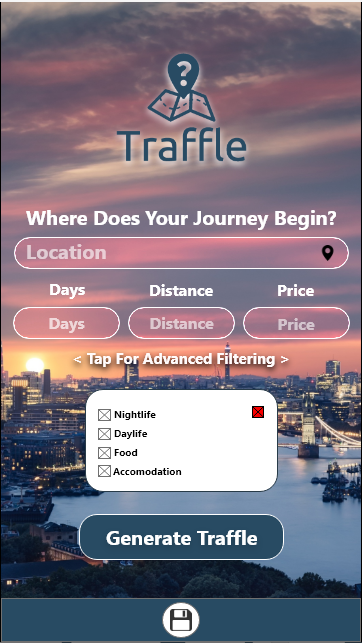 ?
Traffle
Where Does Your Journey Begin?
Location
Days Distance Price
Days Distance Price
< Tap For Advanced Filtering >
Nightlife
Daylife
Food
Accomodation
Generate Traffle